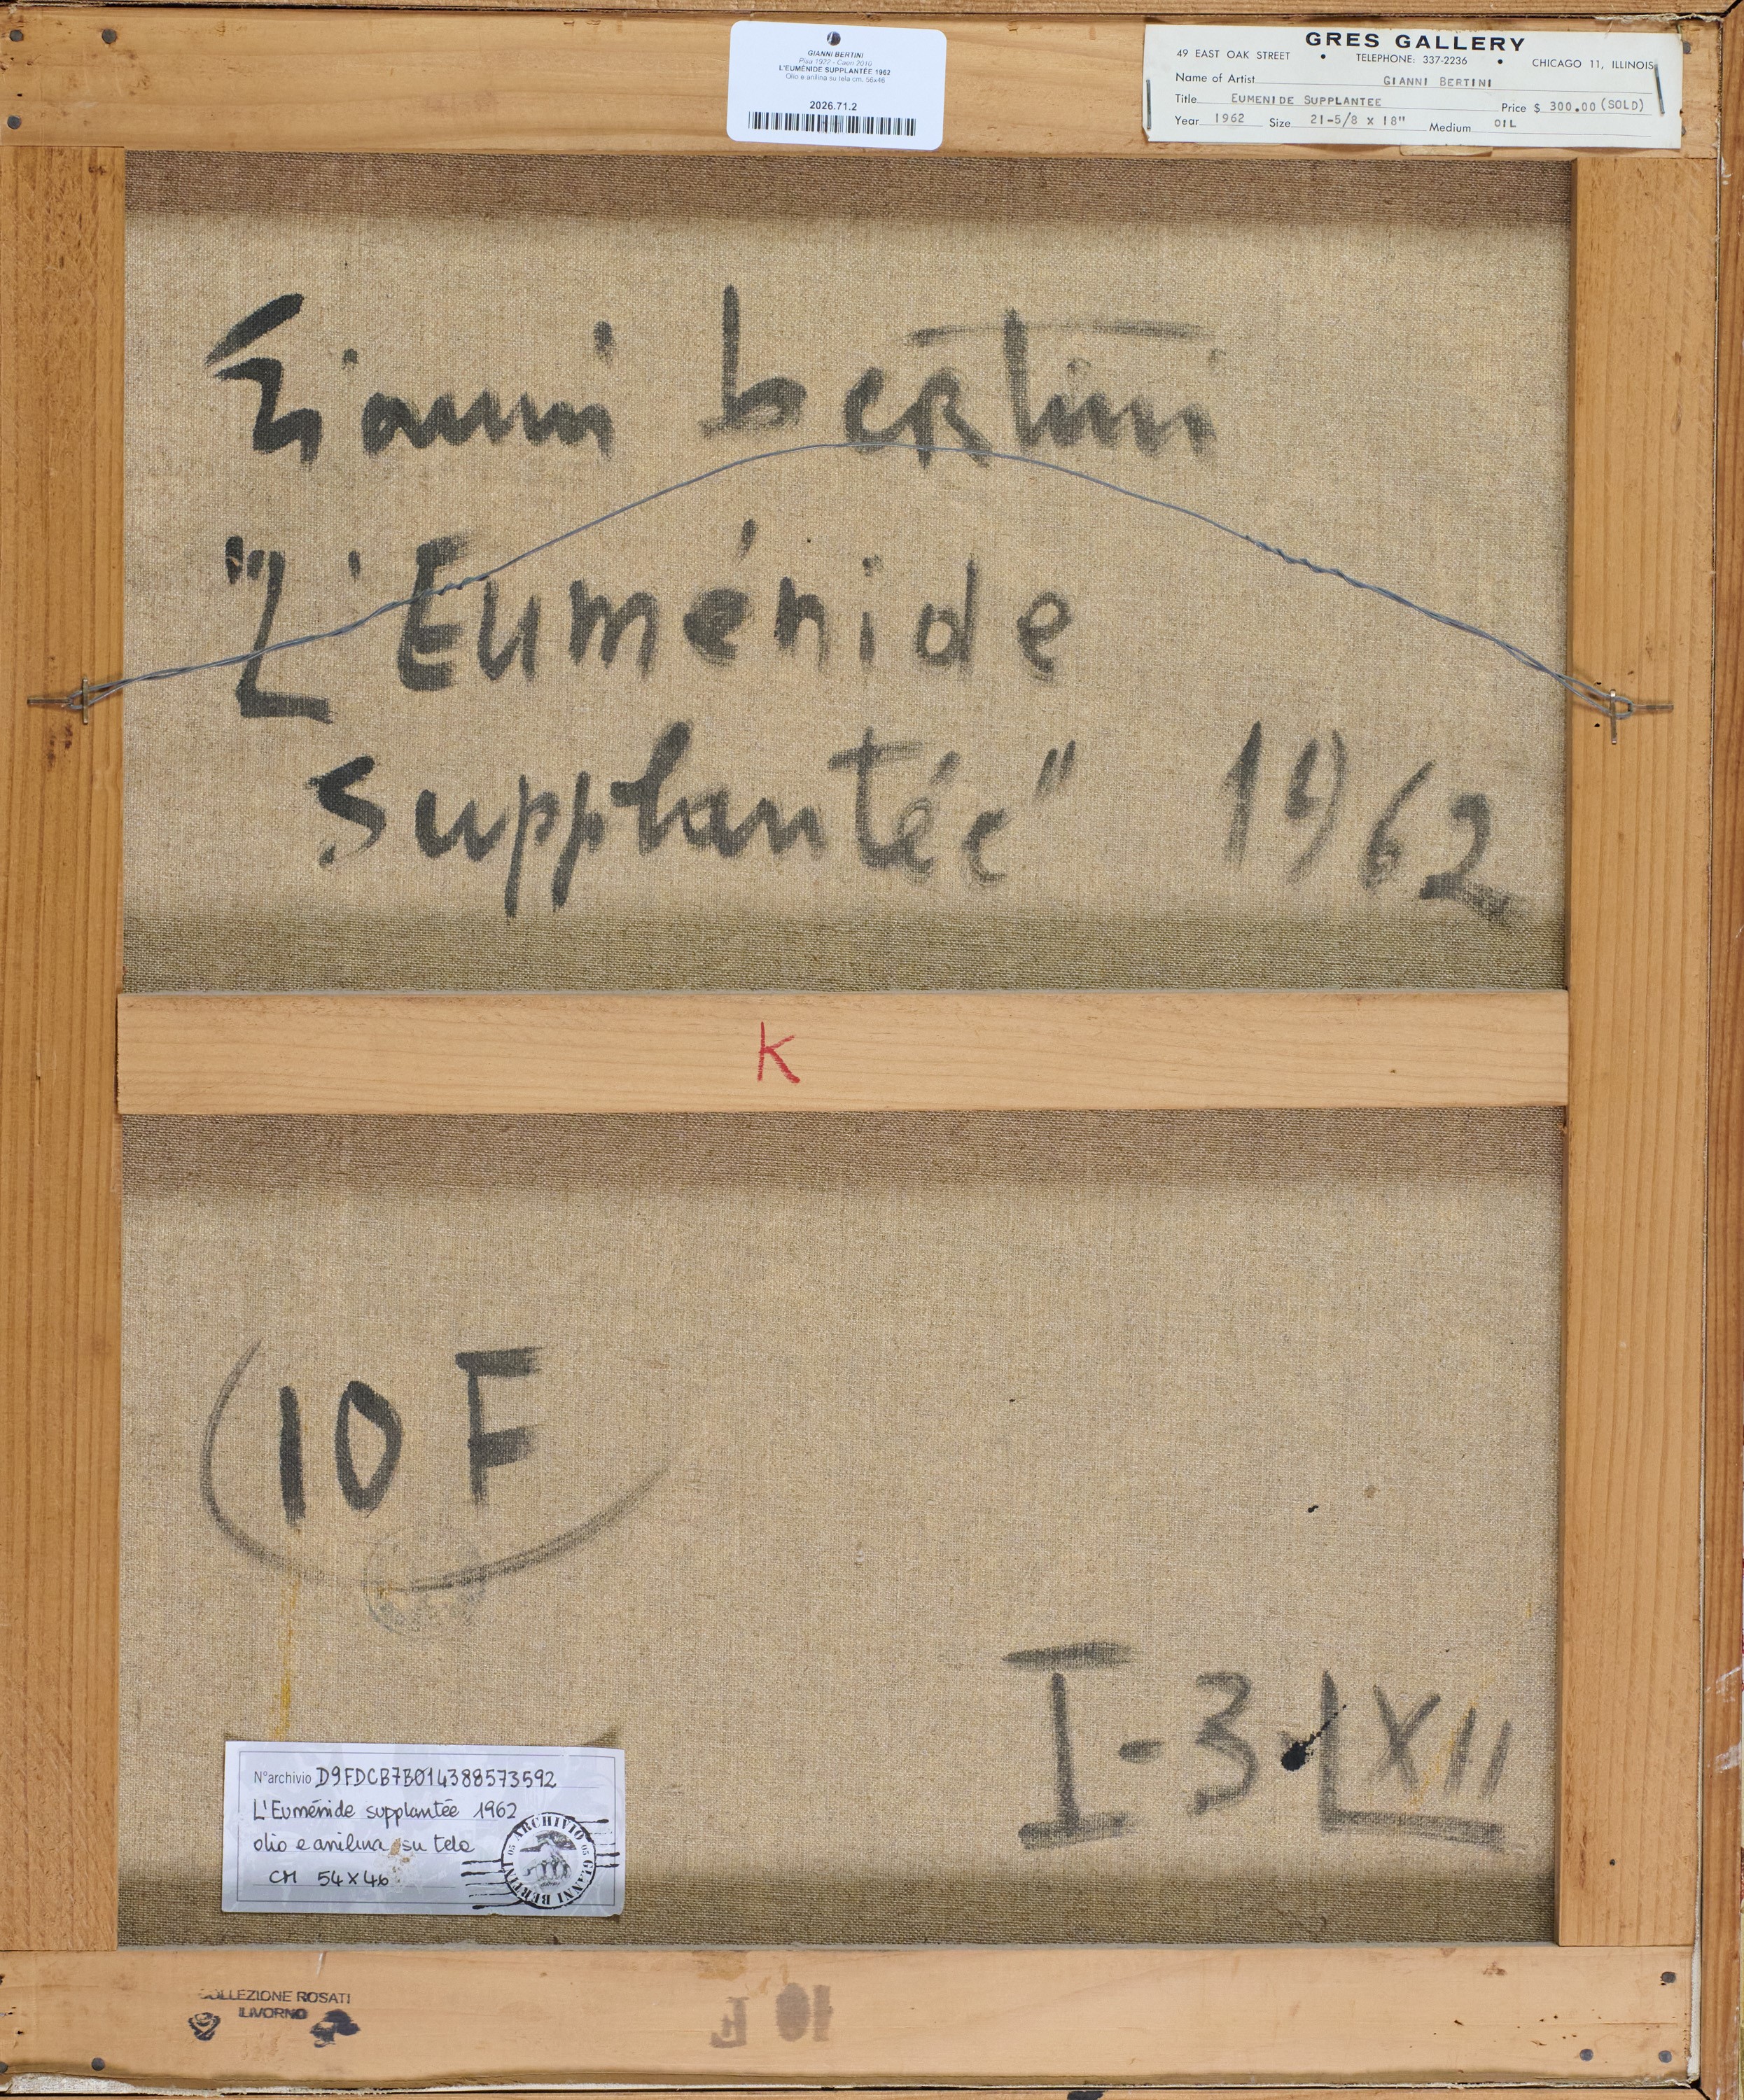 GIANNI BERTINI
Pisa 1922 - Caen 2010
L'EUMÉNIDE SUPPLANTÉE 1962
Olio e anilina su tela cm. 56x46
2026.71.2
GRES GALLERY
49 EAST OAK STREET • TELEPHONE: 337-2236 • CHICAGO 11, ILLINOIS
Name of Artist GIANNI BERTINI
Title EUMENIDE SUPPLANTEE Price $ 300.00 (SOLD)
Year 1962 Size 21-5/8 x 18" Medium OIL
Gianni bertini
"L'Euménide
supplantée" 1962
K
10 F
I-3-LXII
N°archivio D9FDCB7B014388573592
L'Euménide supplantée 1962
olio e anilina su tela
CM 54x46
ARCHIVIO GIANNI BERTINI
COLLEZIONE ROSATI
LIVORNO
10 F